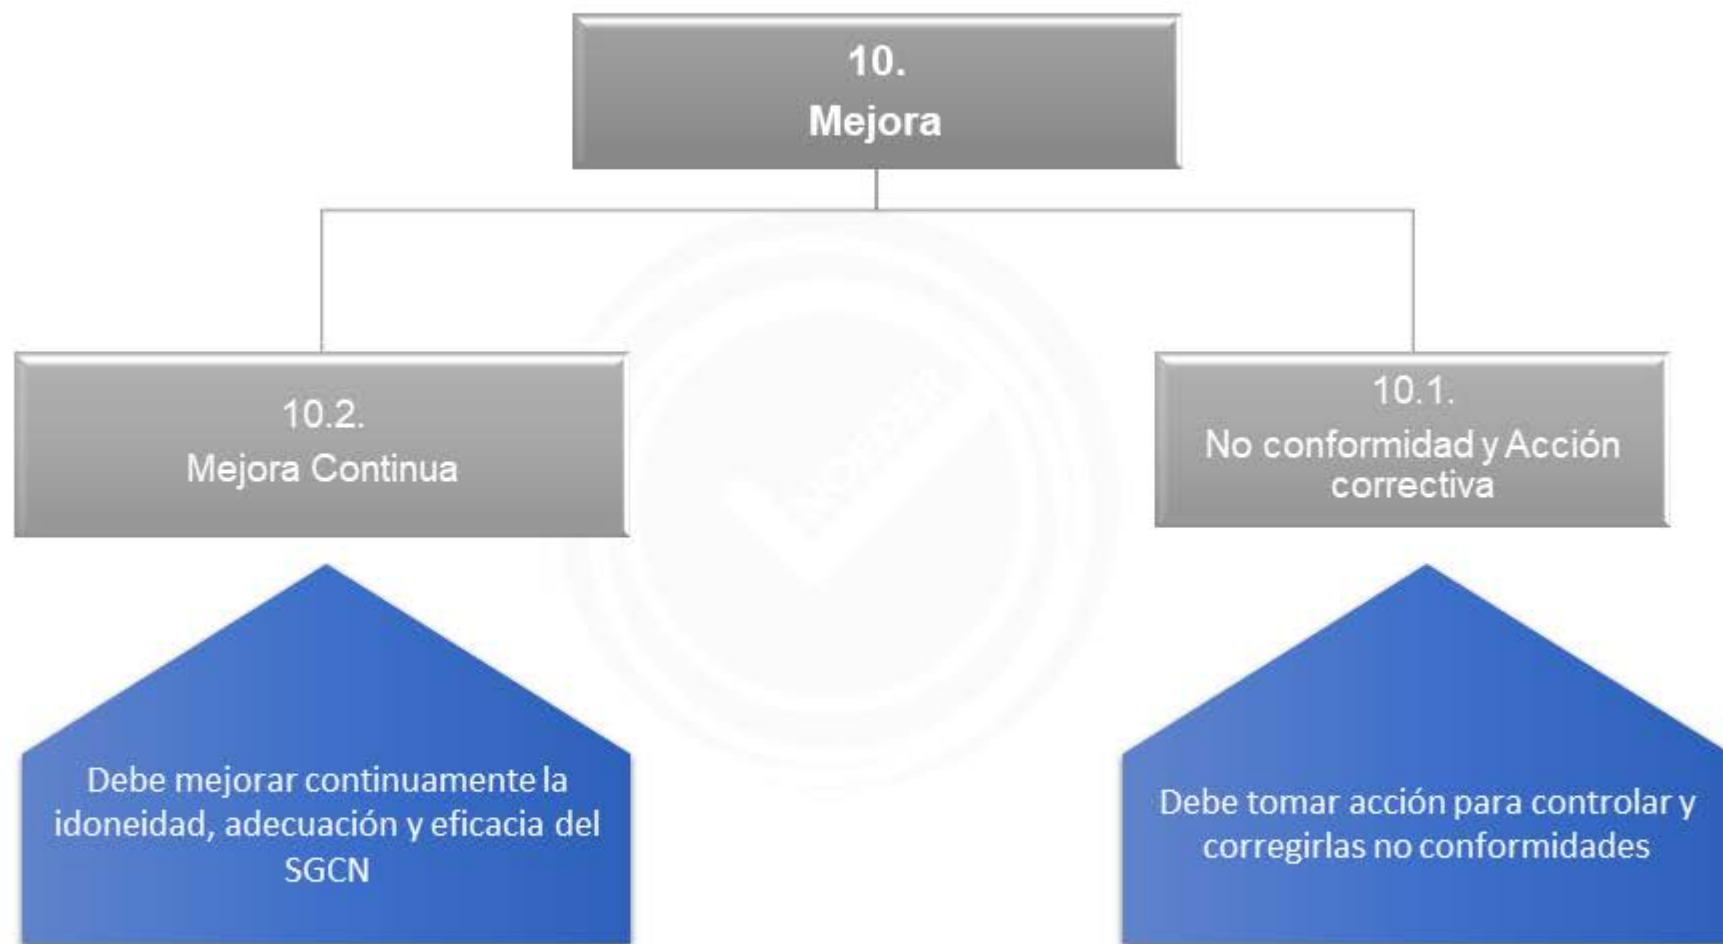 10.
Mejora
10.2.
Mejora Continua
10.1.
No conformidad y Acción
correctiva
Debe mejorar continuamente la
idoneidad, adecuación y eficacia del
SGCN
Debe tomar acción para controlar y
corregirlas no conformidades